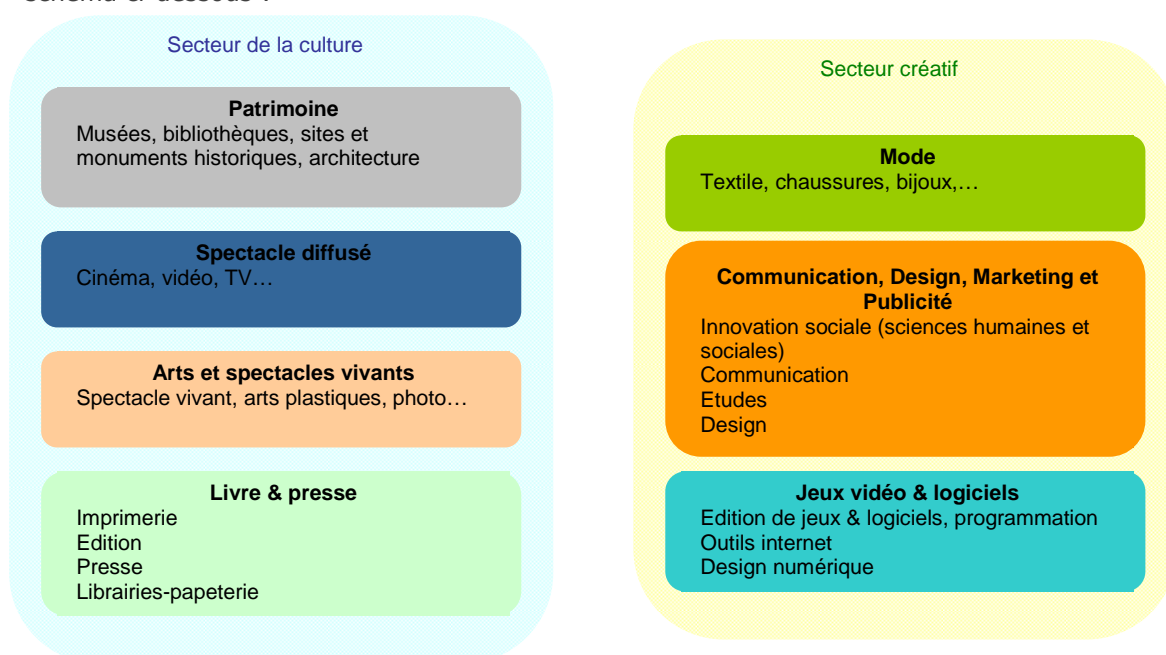 schéma ci-dessous :
Secteur de la culture
Patrimoine
Musées, bibliothèques, sites et
monuments historiques, architecture
Spectacle diffusé
Cinéma, vidéo, TV…
Arts et spectacles vivants
Spectacle vivant, arts plastiques, photo…
Livre & presse
Imprimerie
Edition
Presse
Librairies-papeterie
Secteur créatif
Mode
Textile, chaussures, bijoux,…
Communication, Design, Marketing et
Publicité
Innovation sociale (sciences humaines et
sociales)
Communication
Etudes
Design
Jeux vidéo & logiciels
Edition de jeux & logiciels, programmation
Outils internet
Design numérique